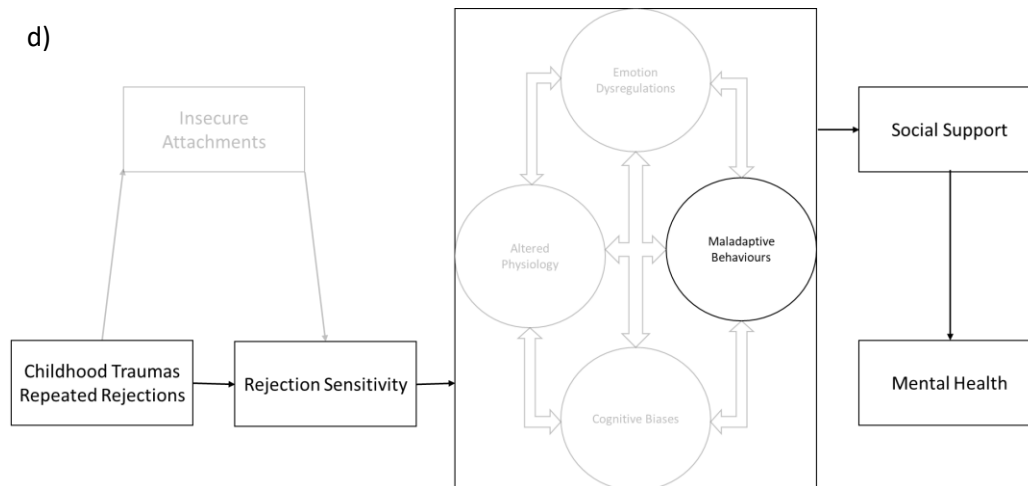 d)
Insecure
Attachments
Childhood Traumas
Repeated Rejections
Rejection Sensitivity
Emotion
Dysregulations
Altered
Physiology
Maladaptive
Behaviours
Cognitive Biases
Social Support
Mental Health